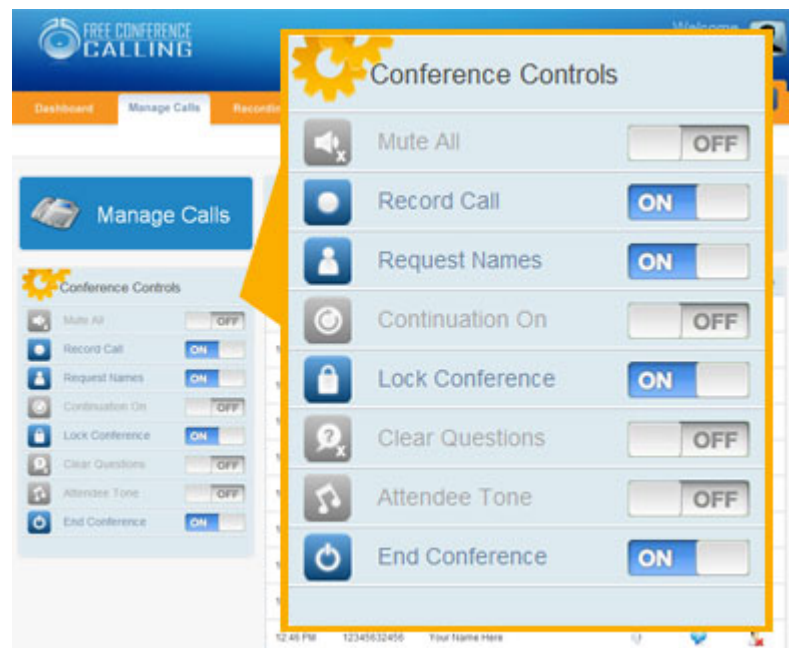 FREE CONFERENCE
CALLING
Welcome
Dashboard Manage Calls
Manage Calls
Conference Controls
Mute All OFF
Record Call ON
Request Names ON
Continuation On OFF
Lock Conference ON
Clear Questions OFF
Attendee Tone OFF
End Conference ON
Conference Controls
Mute All OFF
Record Call ON
Request Names ON
Continuation On OFF
Lock Conference ON
Clear Questions OFF
Attendee Tone OFF
End Conference ON
12:46 PM 12345632456 Your Name Here